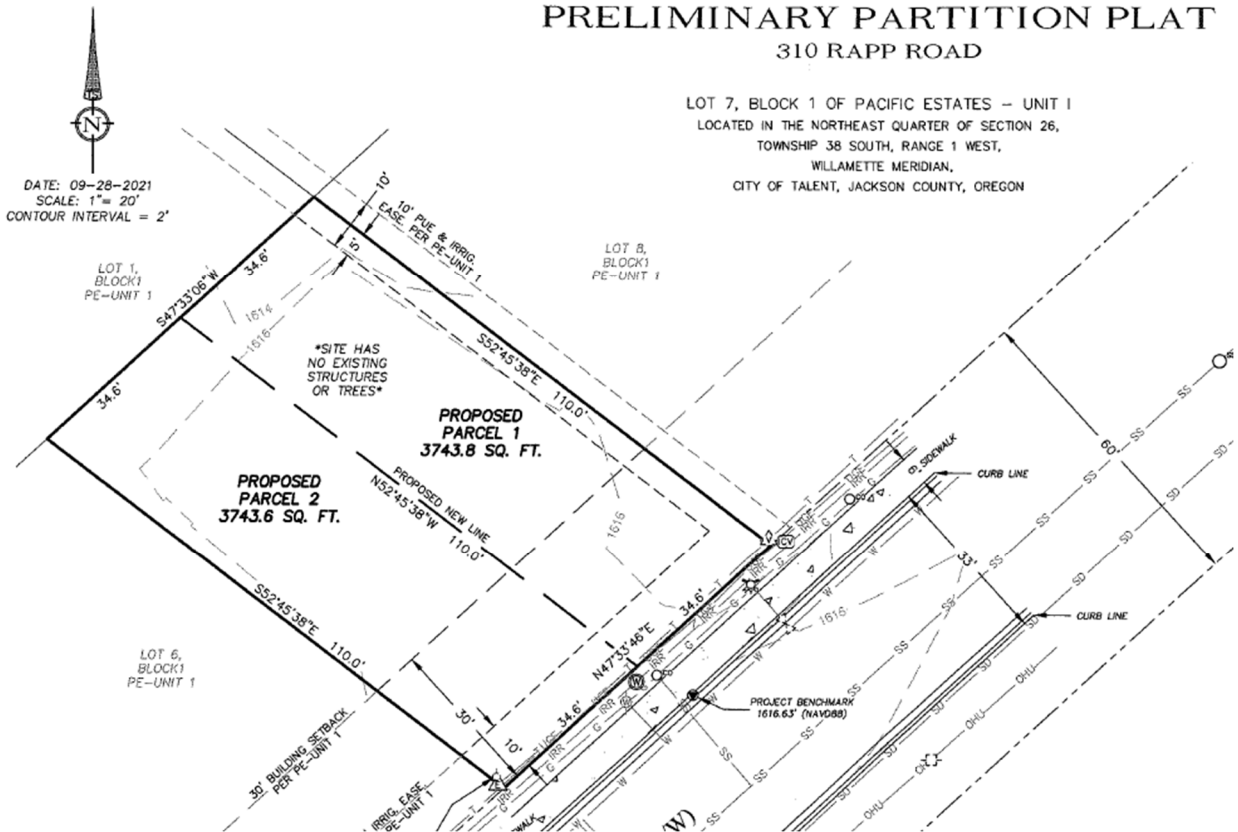 PRELIMINARY PARTITION PLAT
310 RAPP ROAD
LOT 7, BLOCK 1 OF PACIFIC ESTATES – UNIT I
LOCATED IN THE NORTHEAST QUARTER OF SECTION 26,
TOWNSHIP 38 SOUTH, RANGE 1 WEST,
WILLAMETTE MERIDIAN,
CITY OF TALENT, JACKSON COUNTY, OREGON
N
DATE: 09-28-2021
SCALE: 1"= 20'
CONTOUR INTERVAL = 2'
LOT 1,
BLOCK1
PE-UNIT 1
LOT 8,
BLOCK1
PE-UNIT 1
10'
10' PUE & IRRIG.
EASE. PER PE-UNIT 1
5'
S47°33'06"W
34.6'
34.6'
1614
1616
*SITE HAS
NO EXISTING
STRUCTURES
OR TREES*
S52°45'38"E
110.0'
PROPOSED
PARCEL 1
3743.8 SQ. FT.
PROPOSED
PARCEL 2
3743.6 SQ. FT.
PROPOSED NEW LINE
N52°45'38"W
110.0'
1616
S52°45'38"E
110.0'
LOT 6,
BLOCK1
PE-UNIT 1
30' BUILDING SETBACK
PER PE-UNIT 1
30'
10'
IRRIG. EASE.
PE-UNIT 1
N47°33'46"E
34.6'
34.6'
CV
W
6' SIDEWALK
CURB LINE
60'
33'
CURB LINE
1616
PROJECT BENCHMARK
1616.63' (NAVD88)
T
UGE
IRR
G
W
SS
SD
OHU
WALK
W)